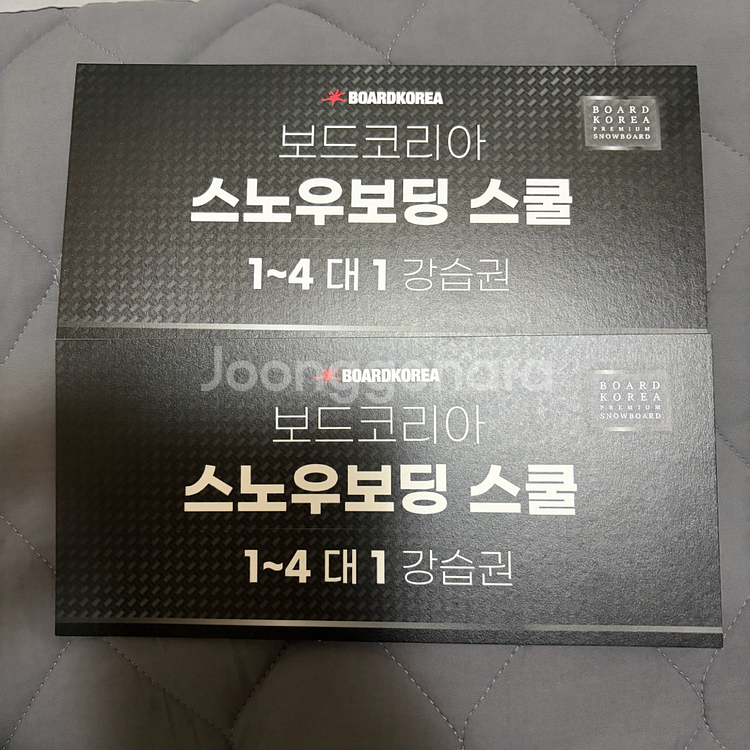 BOARDKOREA
보드코리아
스노우보딩 스쿨
1~4 대 1 강습권
BOARD
KOREA
PREMIUM
SNOWBOARD
Joonggonara
BOARDKOREA
보드코리아
스노우보딩 스쿨
1~4 대 1 강습권
BOARD
KOREA
PREMIUM
SNOWBOARD